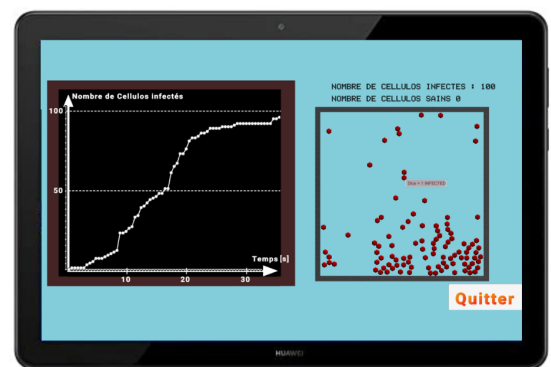 Nombre de Cellulos infectés
100
50
Temps [s]
10 20 30
NOMBRE DE CELLULOS INFECTES : 100
NOMBRE DE CELLULOS SAINS 0
Quitter
HUAWEI